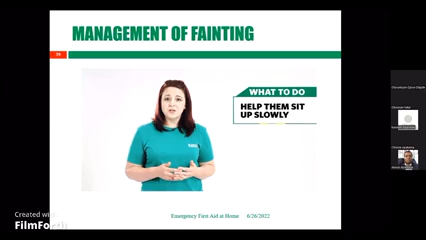 MANAGEMENT OF FAINTING
WHAT TO DO
HELP THEM SIT
UP SLOWLY
Emergency First Aid at Home 6/26/2022
Created with
FilmForth